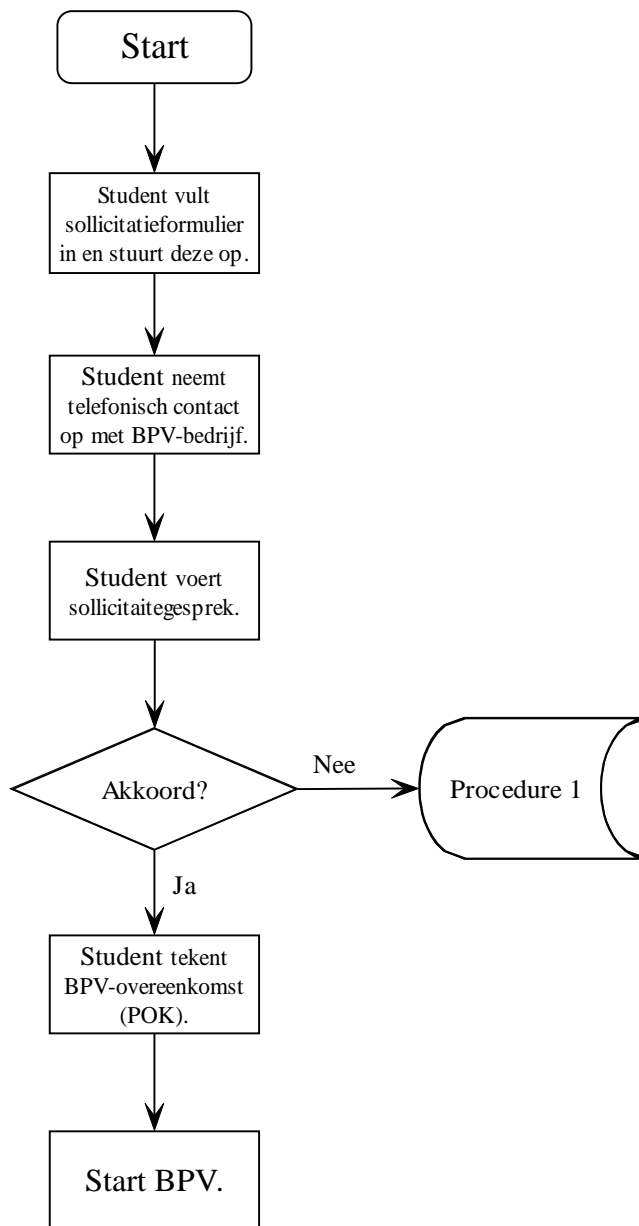 Start
Student vult
sollicitatieformulier
in en stuurt deze op.
Student neemt
telefonisch contact
op met BPV-bedrijf.
Student voert
sollicitaitegesprek.
Akkoord?
Nee
Procedure 1
Ja
Student tekent
BPV-overeenkomst
(POK).
Start BPV.